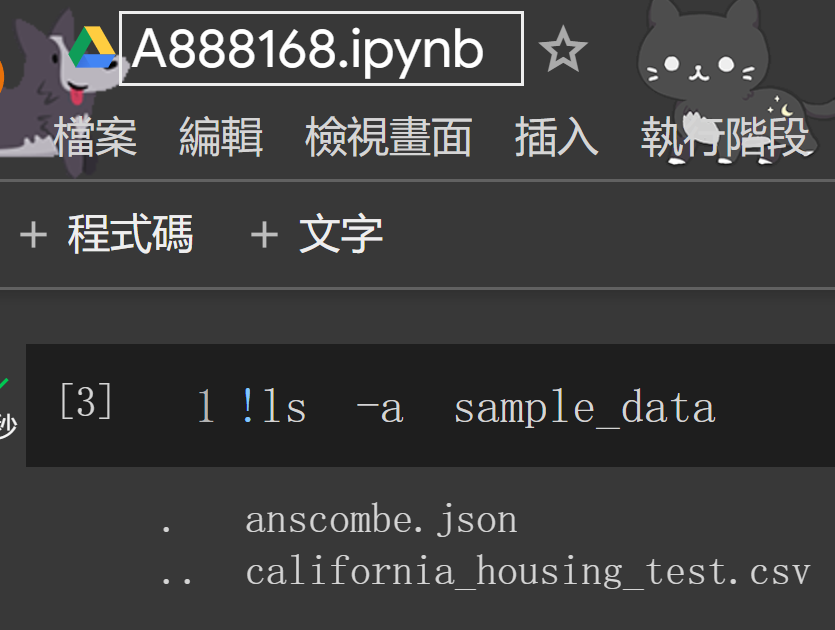 A888168.ipynb
檔案 編輯 檢視畫面 插入 執行階段
+ 程式碼 + 文字
[3] 1 !ls -a sample_data
秒
. anscombe.json
.. california_housing_test.csv